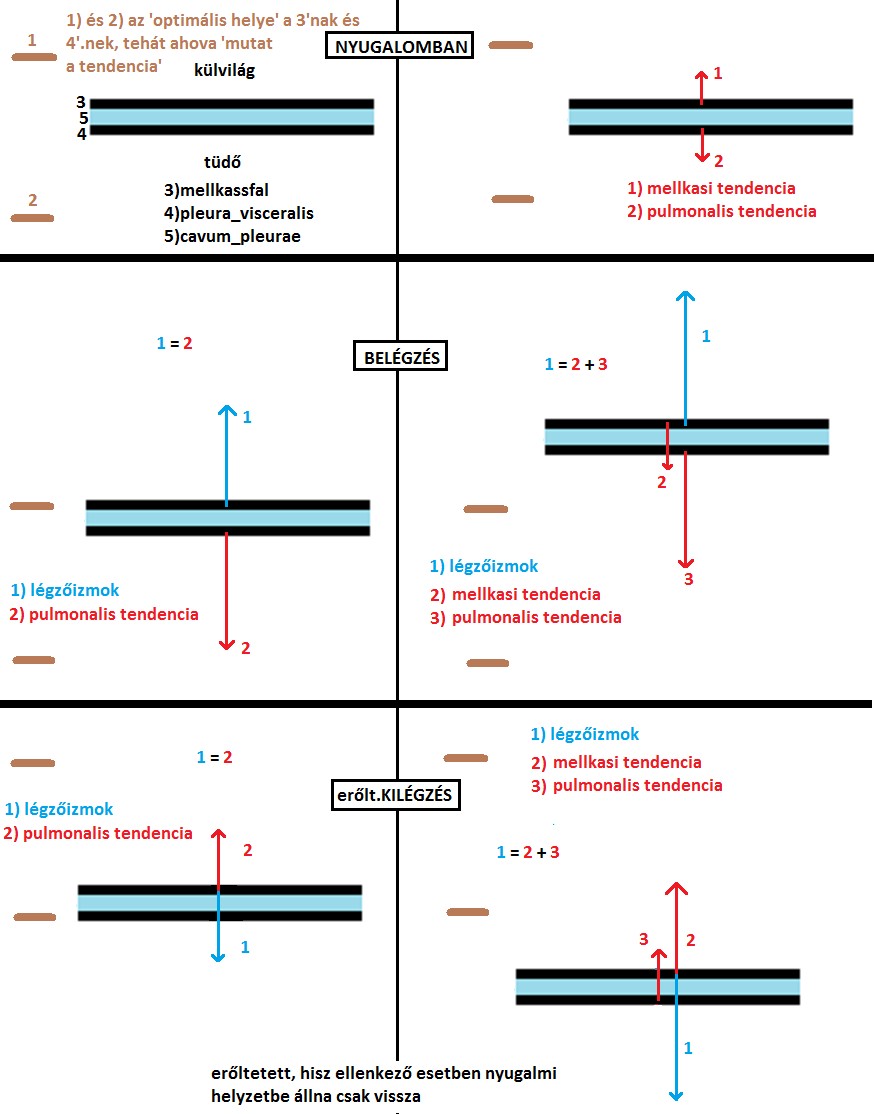 1) és 2) az 'optimális helye' a 3'nak és
4'.nek, tehát ahova 'mutat
a tendencia'
1
2
külvilág
3
5
4
tüdő
3)mellkassfal
4)pleura_visceralis
5)cavum_pleurae
NYUGALOMBAN
1
2
1) mellkasi tendencia
2) pulmonalis tendencia
BELÉGZÉS
1 = 2
1
2
1) légzőizmok
2) pulmonalis tendencia
1 = 2 + 3
1
2
3
1) légzőizmok
2) mellkasi tendencia
3) pulmonalis tendencia
erőlt.KILÉGZÉS
1 = 2
1) légzőizmok
2) pulmonalis tendencia
2
1
1) légzőizmok
2) mellkasi tendencia
3) pulmonalis tendencia
1 = 2 + 3
3
2
1
erőltetett, hisz ellenkező esetben nyugalmi
helyzetbe állna csak vissza